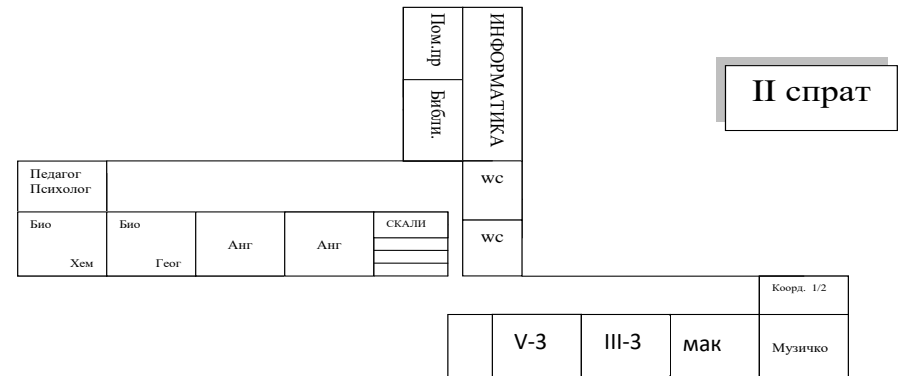 Пом.пр
ИНФОРМАТИКА
Библи.
II спрат
Педагог
Психолог
wc
Био
Хем
Био
Геог
Анг
Анг
СКАЛИ
wc
Коорд. 1/2
V-3
III-3
мак
Музичко